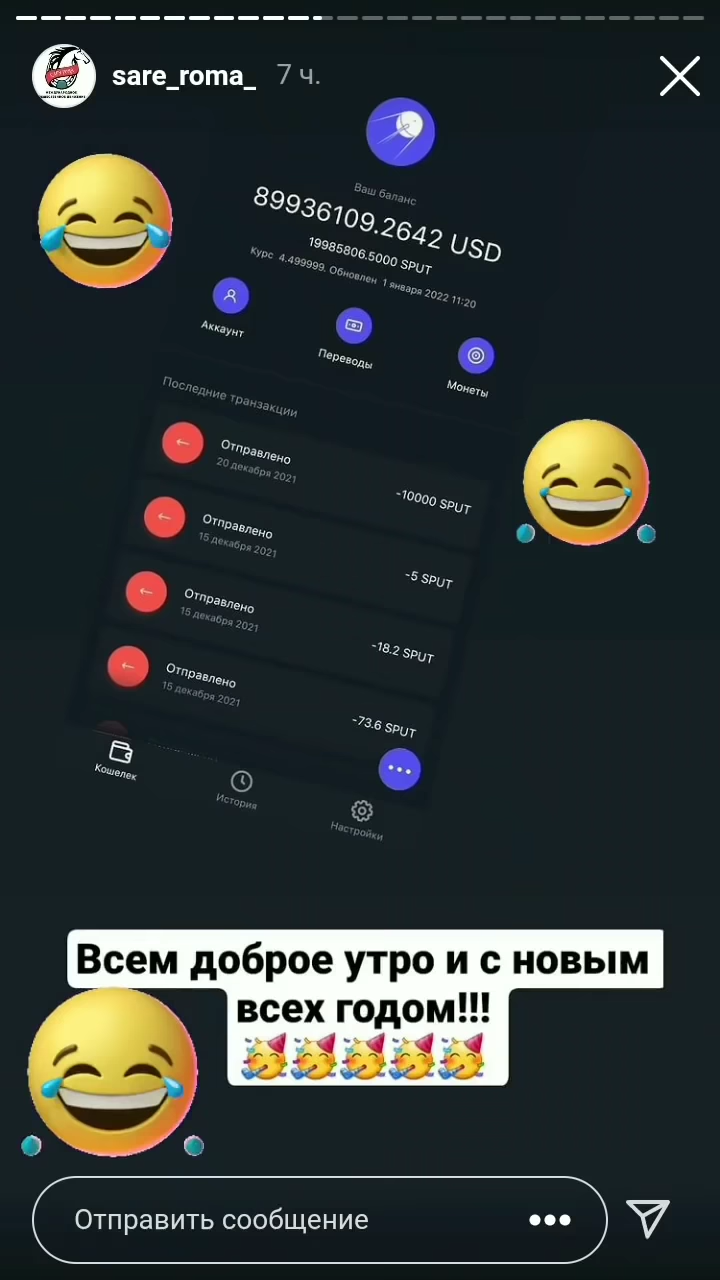 sare_roma_ 7 ч.
Ваш баланс
89936109.2642 USD
19985806.5000 SPUT
Курс 4.499999, Обновлен 1 января 2022 11:20
Аккаунт
Переводы
Монеты
Последние транзакции
Отправлено
20 декабря 2021
-10000 SPUT
Отправлено
15 декабря 2021
-5 SPUT
Отправлено
15 декабря 2021
-18.2 SPUT
Отправлено
15 декабря 2021
-73.6 SPUT
Кошелек
История
Настройки
Всем доброе утро и с новым
всех годом!!!
🥳🥳🥳🥳🥳
Отправить сообщение